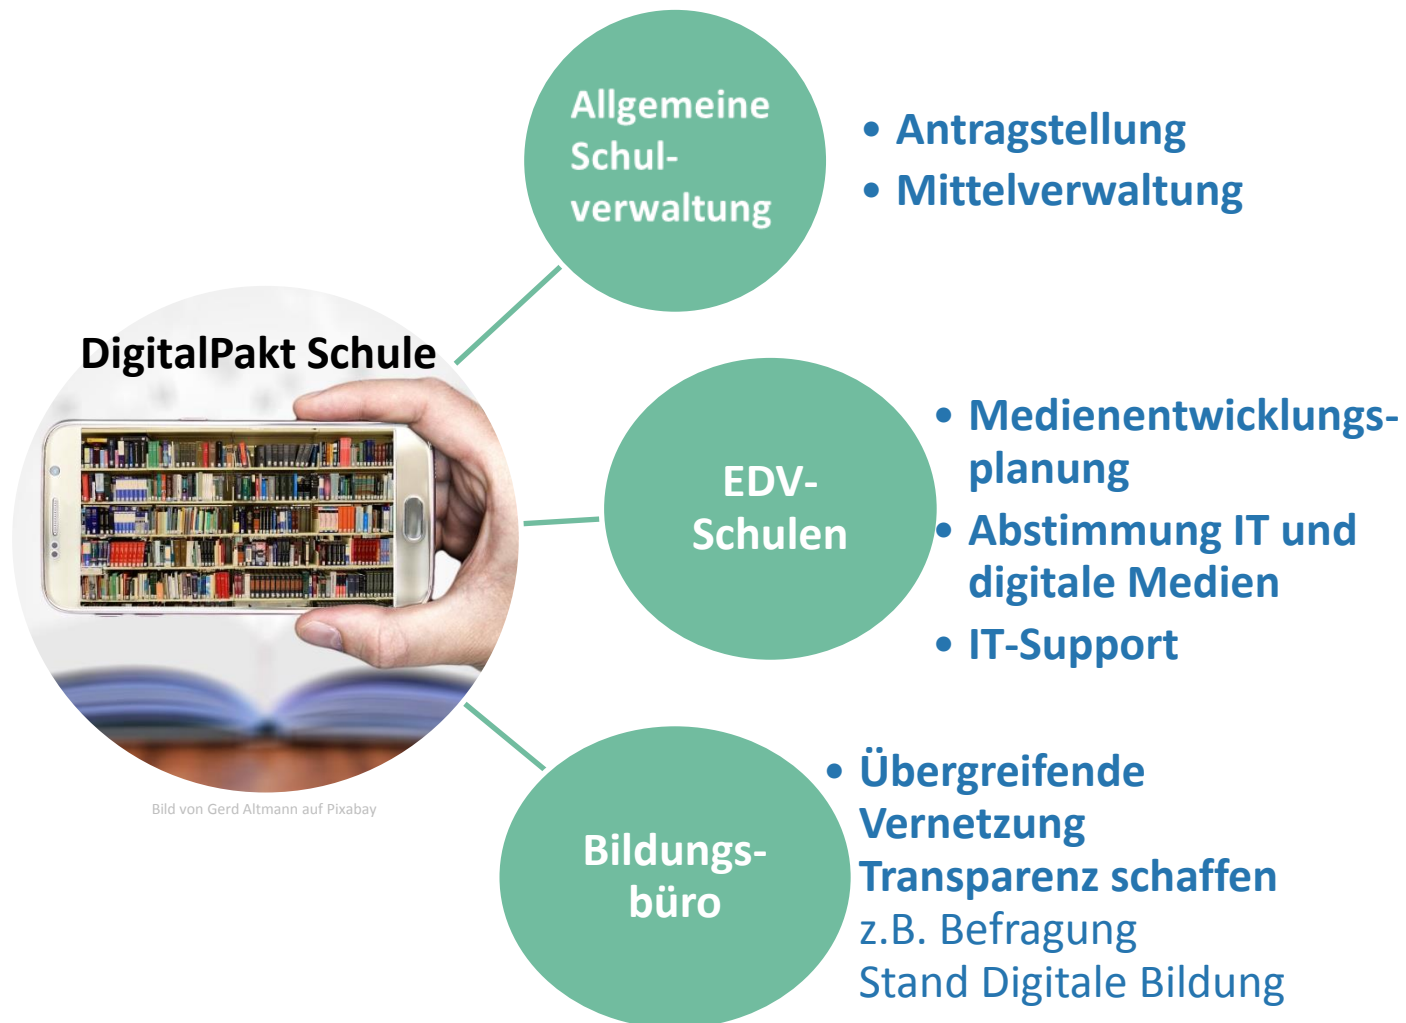 Allgemeine
Schul-
verwaltung
• Antragstellung
• Mittelverwaltung
DigitalPakt Schule
EDV-
Schulen
• Medienentwicklungs-
planung
• Abstimmung IT und
digitale Medien
• IT-Support
Bild von Gerd Altmann auf Pixabay
Bildungs-
büro
• Übergreifende
Vernetzung
Transparenz schaffen
z.B. Befragung
Stand Digitale Bildung